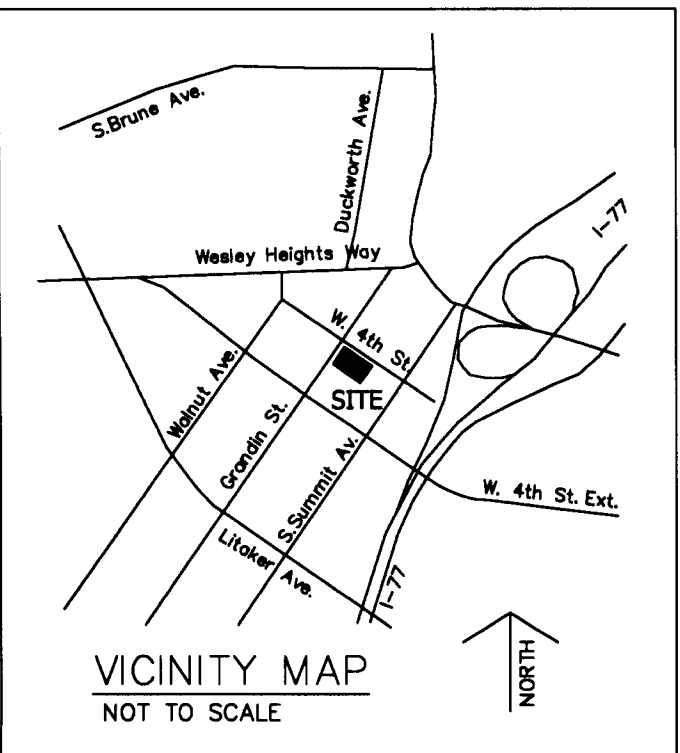 S.Brune Ave.
Duckworth Ave.
I-77
Wesley Heights Way
W. 4th St.
Walnut Ave.
SITE
Grandin St.
S.Summit Av.
W. 4th St. Ext.
Litaker Ave.
I-77
VICINITY MAP
NOT TO SCALE
NORTH